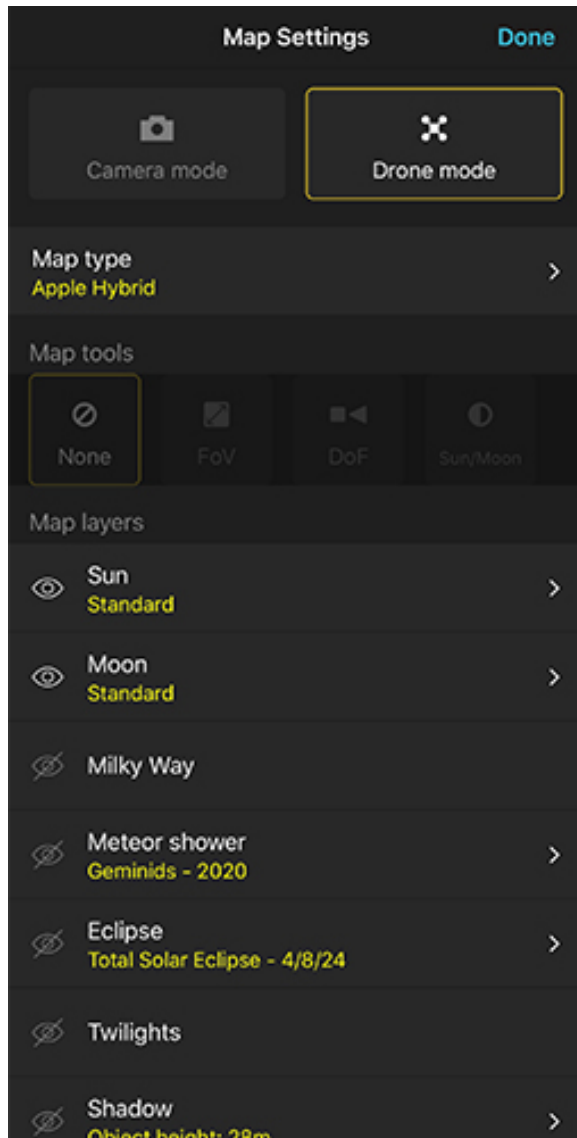 Map Settings Done
Camera mode Drone mode
Map type
Apple Hybrid
Map tools
None FoV DoF Sun/Moon
Map layers
Sun
Standard
Moon
Standard
Milky Way
Meteor shower
Geminids - 2020
Eclipse
Total Solar Eclipse - 4/8/24
Twilights
Shadow
Object height: 28m